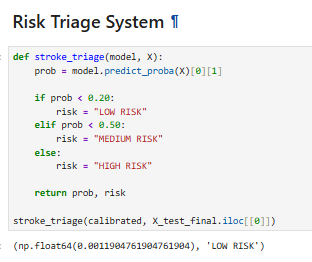 Risk Triage System ¶
def stroke_triage(model, X):
    prob = model.predict_proba(X)[0][1]
    if prob < 0.20:
        risk = "LOW RISK"
    elif prob < 0.50:
        risk = "MEDIUM RISK"
    else:
        risk = "HIGH RISK"
    return prob, risk
stroke_triage(calibrated, X_test_final.iloc[[0]])
(np.float64(0.0011904761904761904), 'LOW RISK')